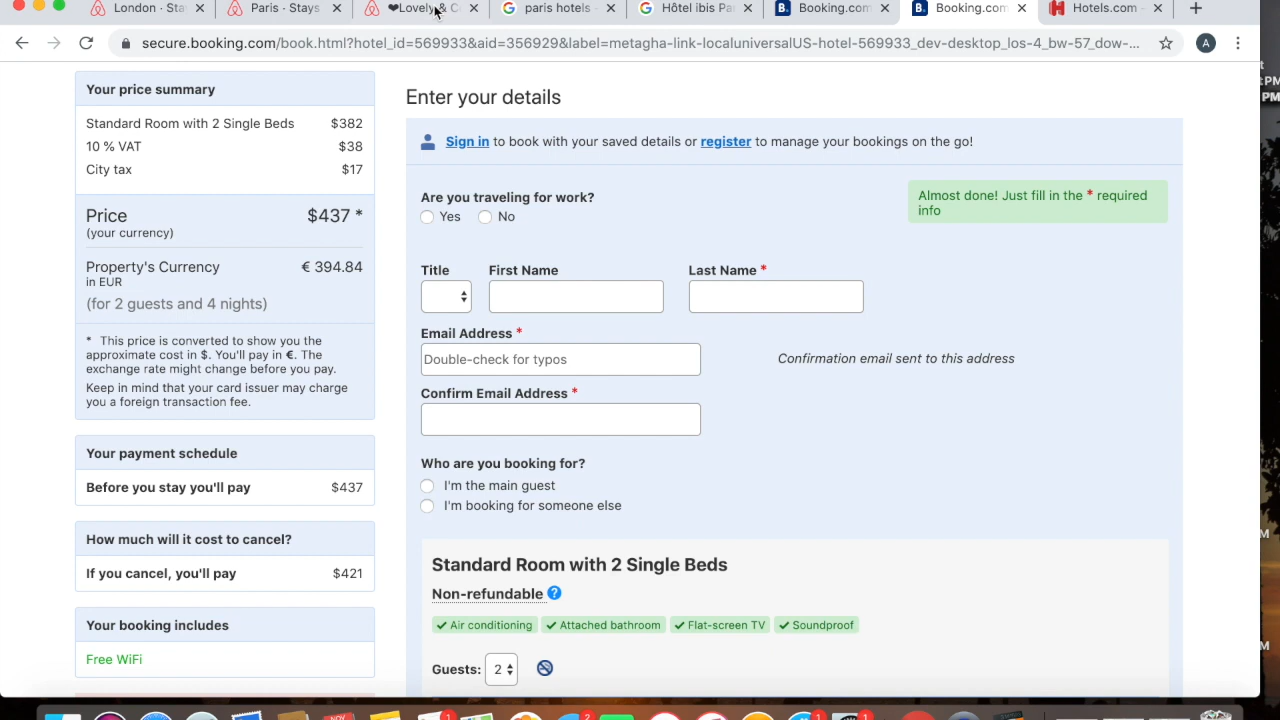 London · Sta
Paris · Stays
❤Lovely & C
paris hotels -
Hôtel ibis Par
Booking.com
Booking.com
Hotels.com -
secure.booking.com/book.html?hotel_id=569933&aid=356929&label=metagha-link-localuniversalUS-hotel-569933_dev-desktop_los-4_bw-57_dow-...
A
Your price summary
Standard Room with 2 Single Beds $382
10 % VAT $38
City tax $17
Price $437 *
(your currency)
Property's Currency € 394.84
in EUR
(for 2 guests and 4 nights)
* This price is converted to show you the
approximate cost in $. You'll pay in €. The
exchange rate might change before you pay.
Keep in mind that your card issuer may charge
you a foreign transaction fee.
Your payment schedule
Before you stay you'll pay $437
How much will it cost to cancel?
If you cancel, you'll pay $421
Your booking includes
Free WiFi
Enter your details
Sign in to book with your saved details or register to manage your bookings on the go!
Are you traveling for work?
Yes No
Almost done! Just fill in the * required
info
Title First Name Last Name *
Email Address *
Double-check for typos
Confirmation email sent to this address
Confirm Email Address *
Who are you booking for?
I'm the main guest
I'm booking for someone else
Standard Room with 2 Single Beds
Non-refundable ?
✓ Air conditioning ✓ Attached bathroom ✓ Flat-screen TV ✓ Soundproof
Guests: 2
PM
PM
M
M
NOV
1
2
1
1